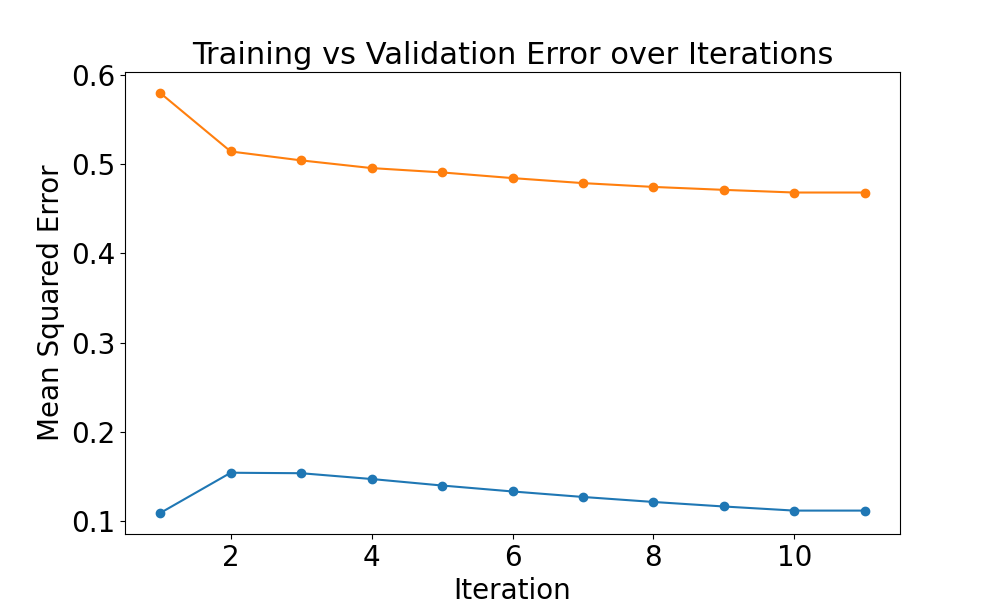 Training vs Validation Error over Iterations
0.6
0.5
0.4
0.3
0.2
0.1
Mean Squared Error
2 4 6 8 10
Iteration